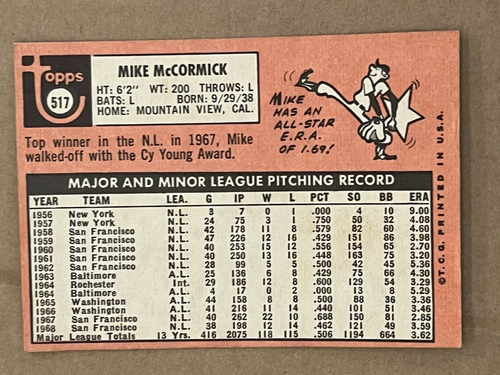 topps
517
MIKE McCORMICK
HT: 6'2" WT: 200 THROWS: L
BATS: L BORN: 9/29/38
HOME: MOUNTAIN VIEW, CAL.
Top winner in the N.L. in 1967, Mike
walked-off with the Cy Young Award.
MIKE
HAS AN
ALL-STAR
E.R.A.
OF 1.69!
MAJOR AND MINOR LEAGUE PITCHING RECORD
YEAR TEAM LEA. G IP W L PCT SO BB ERA
1956 New York N.L. 3 7 0 1 .000 4 10 9.00
1957 New York N.L. 24 75 3 1 .750 50 32 4.08
1958 San Francisco N.L. 42 178 11 8 .579 82 60 4.60
1959 San Francisco N.L. 47 226 12 16 .429 151 86 3.98
1960 San Francisco N.L. 40 253 15 12 .556 154 65 2.70
1961 San Francisco N.L. 40 250 13 16 .448 163 75 3.20
1962 San Francisco N.L. 28 99 5 5 .500 42 45 5.36
1963 Baltimore A.L. 25 136 6 8 .429 75 66 4.30
1964 Rochester Int. 29 186 12 8 .600 129 54 3.29
1964 Baltimore A.L. 4 17 0 2 .000 13 8 5.29
1965 Washington A.L. 44 158 8 8 .500 88 36 3.36
1966 Washington A.L. 41 216 11 14 .440 101 51 3.46
1967 San Francisco N.L. 40 262 22 10 .688 150 81 2.85
1968 San Francisco N.L. 38 198 12 14 .462 121 49 3.59
Major League Totals 13 Yrs. 416 2075 118 115 .506 1194 664 3.62
©T.C.G. PRINTED IN U.S.A.